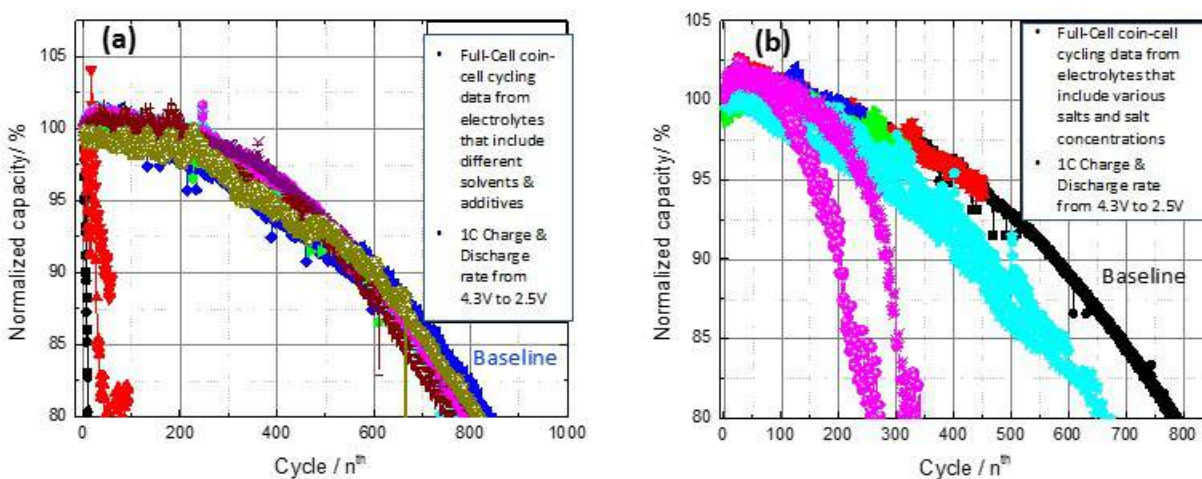 (a)
105
100
95
90
85
80
Normalized capacity/ %
0 200 400 600 800 1000
Cycle / nth
• Full-Cell coin-
cell cycling
data from
electrolytes
that include
different
solvents &
additives
• 1C Charge &
Discharge
rate from
4.3V to 2.5V
Baseline
(b)
105
100
95
90
85
80
Normalized capacity/ %
0 100 200 300 400 500 600 700 800
Cycle / nth
• Full-Cell coin-cell
cycling data from
electrolytes that
include various
salts and salt
concentrations
• 1C Charge &
Discharge rate
from 4.3V to 2.5V
Baseline